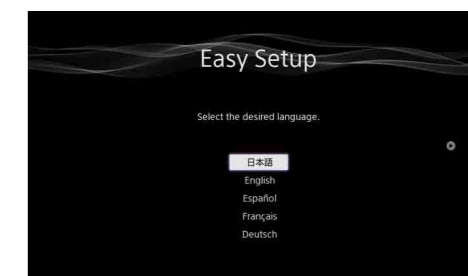 Easy Setup
Select the desired language.
日本語
English
Español
Français
Deutsch